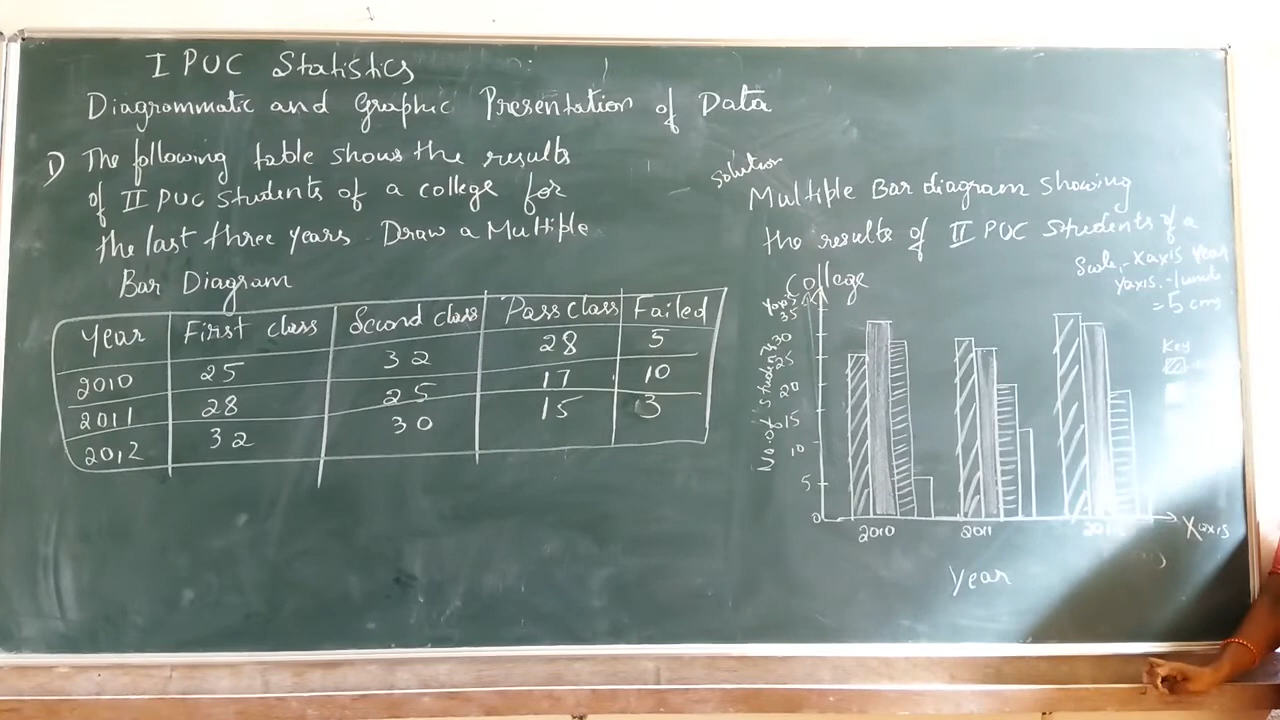 I PUC Statistics
Diagrammatic and Graphic Presentation of Data
1) The following table shows the results
of II PUC Students of a college for
the last three years. Draw a Multiple
Bar Diagram
Year First class Second class Pass class Failed
2010 25 32 28 5
2011 28 25 17 10
2012 32 30 15 3
Solution
Multiple Bar diagram showing
the results of II PUC Students of a
College
Scale:- X axis Year
Y axis:- 1 unit
= 5 cms
Key
Y axis
35
30
25
20
15
10
5
0
No. of students
2010 2011
X axis
Year